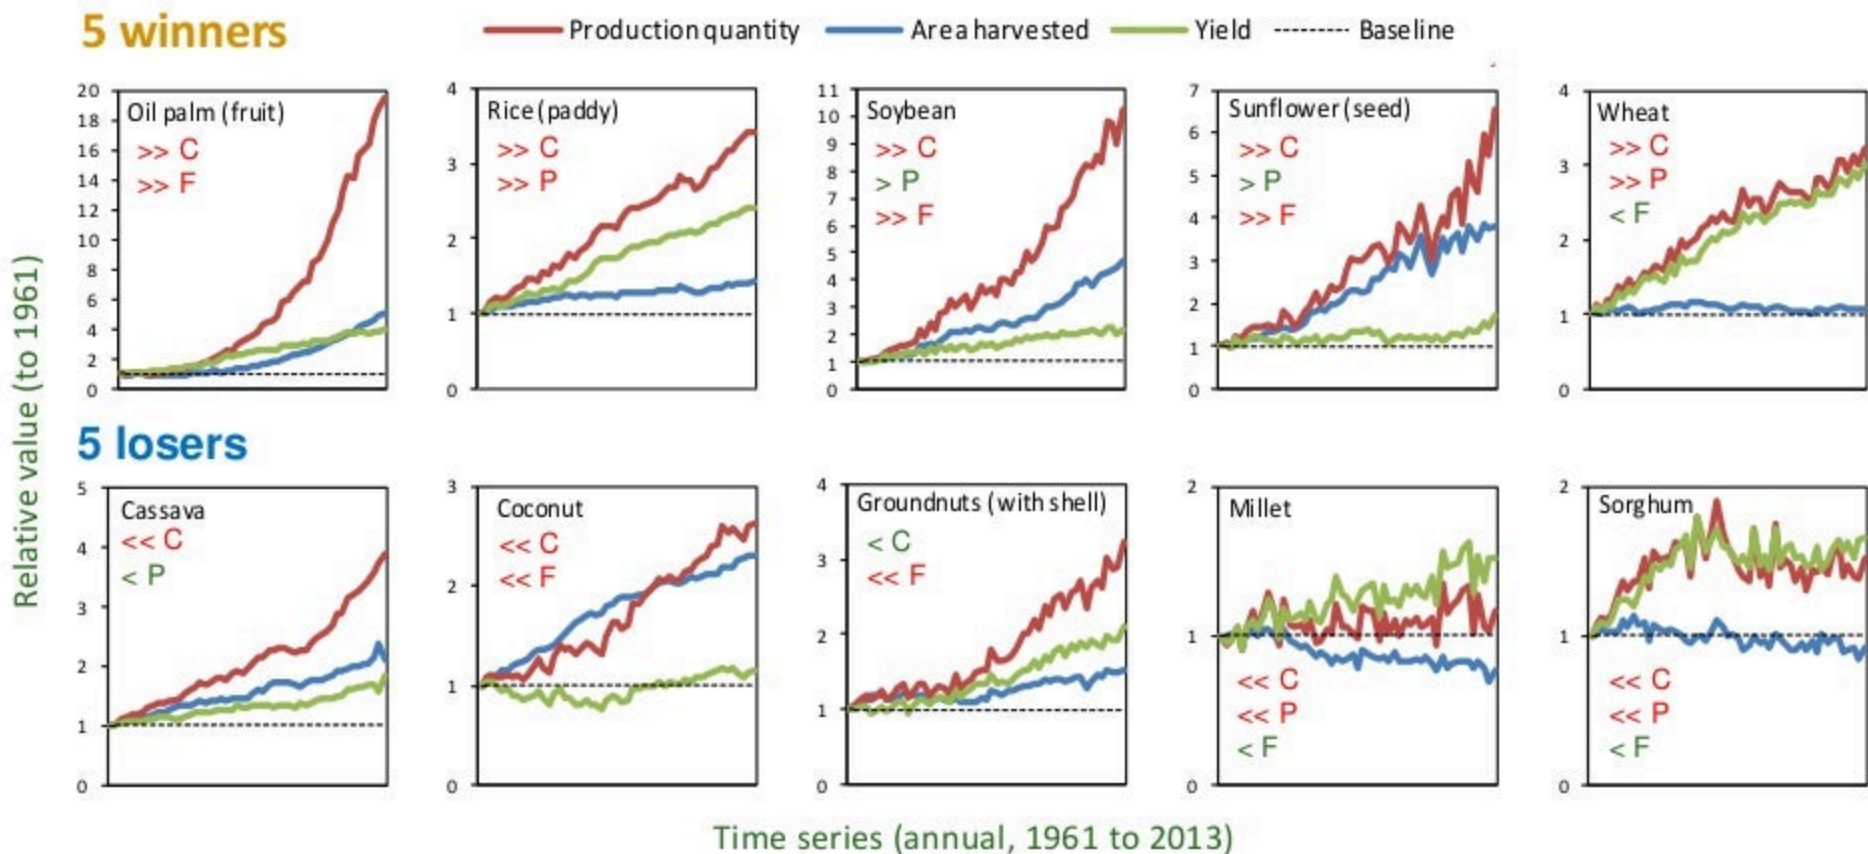 5 winners
Production quantity
Area harvested
Yield
Baseline
Relative value (to 1961)
20
18
16
14
12
10
8
6
4
2
0
Oil palm (fruit)
>> C
>> F
4
3
2
1
0
Rice (paddy)
>> C
>> P
11
10
9
8
7
6
5
4
3
2
1
0
Soybean
>> C
> P
>> F
7
6
5
4
3
2
1
0
Sunflower (seed)
>> C
> P
>> F
4
3
2
1
0
Wheat
>> C
>> P
< F
5 losers
5
4
3
2
1
0
Cassava
<< C
< P
3
2
1
0
Coconut
<< C
<< F
4
3
2
1
0
Groundnuts (with shell)
< C
<< F
2
1
0
Millet
<< C
<< P
< F
2
1
0
Sorghum
<< C
<< P
< F
Time series (annual, 1961 to 2013)